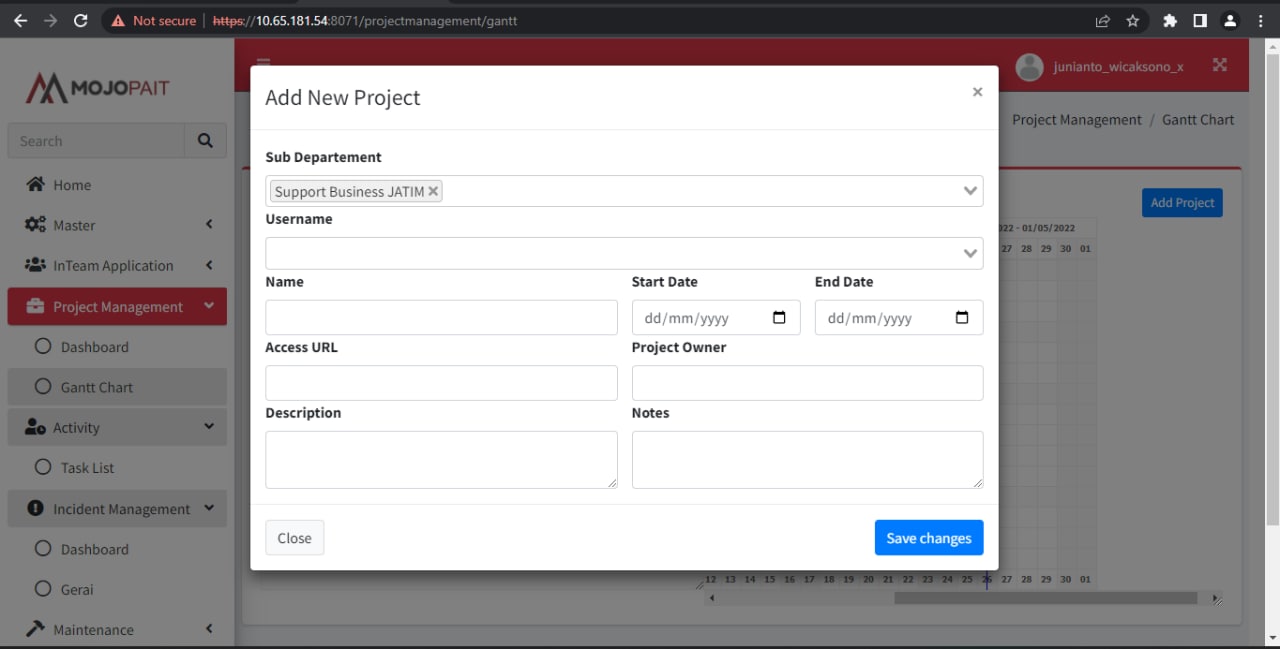 Not secure | https://10.65.181.54:8071/projectmanagement/gantt
MOJOPAIT
junianto_wicaksono_x
Search
Project Management / Gantt Chart
Home
Master
InTeam Application
Project Management
Dashboard
Gantt Chart
Activity
Task List
Incident Management
Dashboard
Gerai
Maintenance
Add New Project ×
Sub Departement
Support Business JATIM ✕
Username
Name Start Date End Date
dd/mm/yyyy dd/mm/yyyy
Access URL Project Owner
Description Notes
Close Save changes
Add Project
022 - 01/05/2022
27 28 29 30 01
12 13 14 15 16 17 18 19 20 21 22 23 24 25 26 27 28 29 30 01